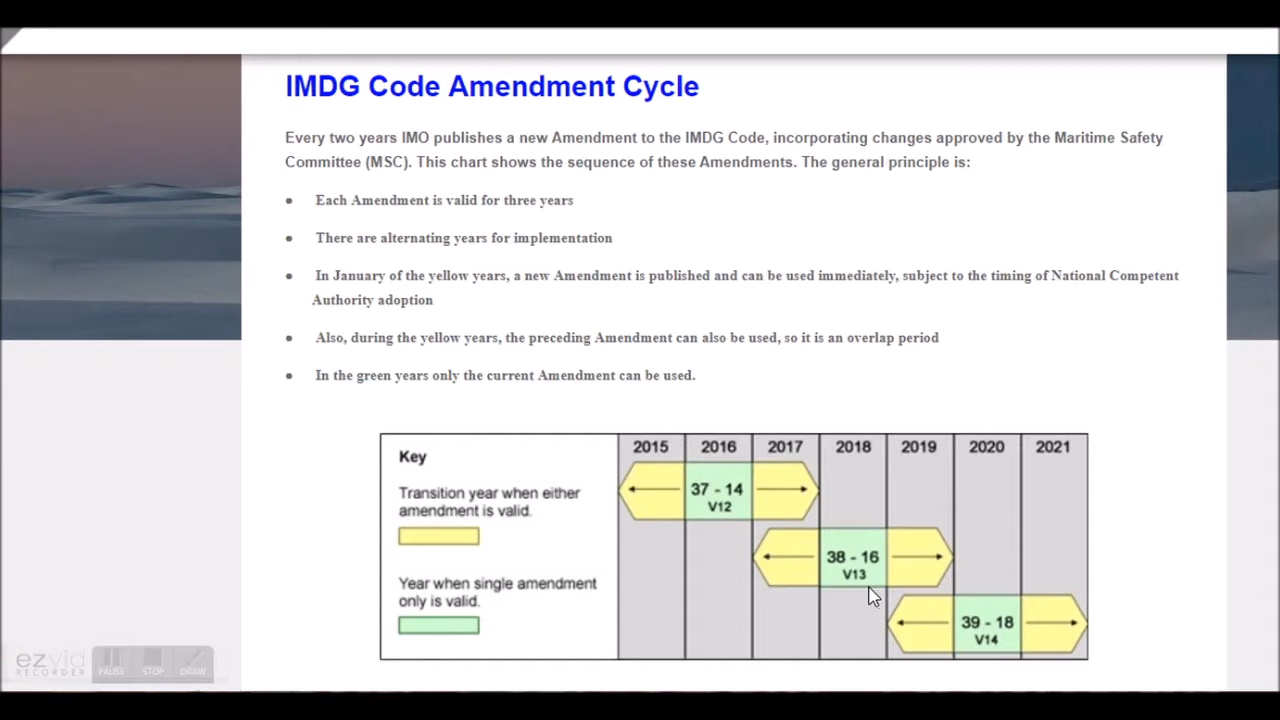 IMDG Code Amendment Cycle
Every two years IMO publishes a new Amendment to the IMDG Code, incorporating changes approved by the Maritime Safety
Committee (MSC). This chart shows the sequence of these Amendments. The general principle is:
• Each Amendment is valid for three years
• There are alternating years for implementation
• In January of the yellow years, a new Amendment is published and can be used immediately, subject to the timing of National Competent
Authority adoption
• Also, during the yellow years, the preceding Amendment can also be used, so it is an overlap period
• In the green years only the current Amendment can be used.
Key
Transition year when either
amendment is valid.
Year when single amendment
only is valid.
2015 2016 2017 2018 2019 2020 2021
37 - 14
V12
38 - 16
V13
39 - 18
V14
ezvid
RECORDER
PAUSE STOP DRAW